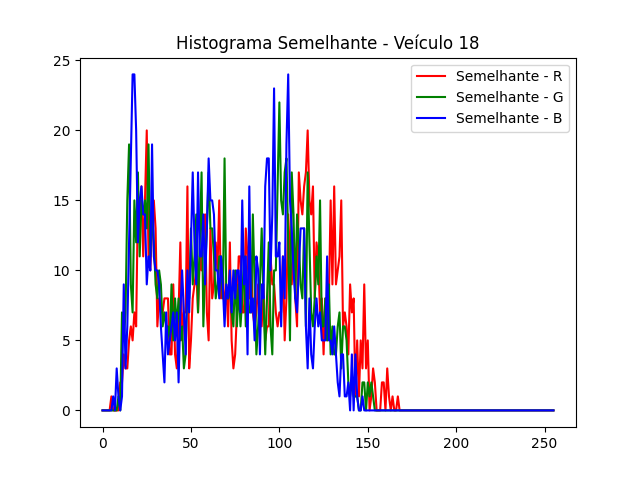 Histograma Semelhante - Veículo 18
Semelhante - R
Semelhante - G
Semelhante - B
25
20
15
10
5
0
0 50 100 150 200 250